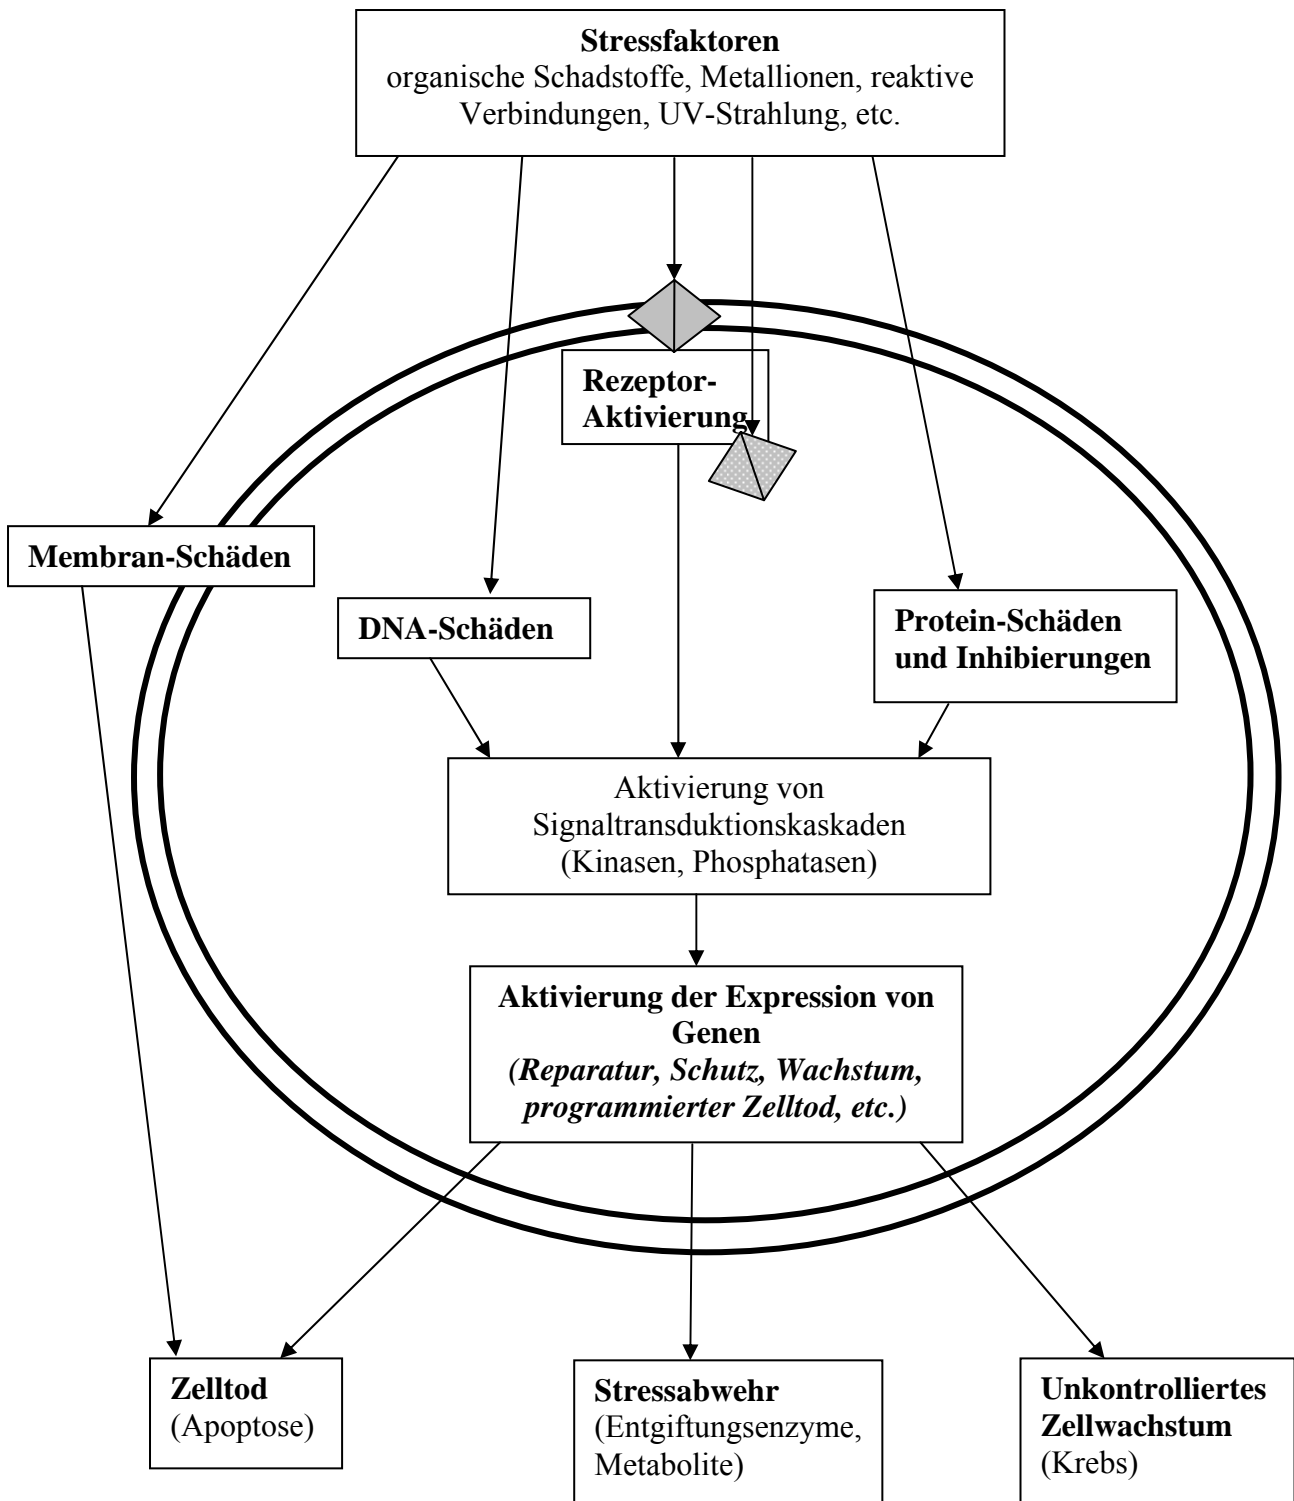 Stressfaktoren
organische Schadstoffe, Metallionen, reaktive
Verbindungen, UV-Strahlung, etc.
Rezeptor-
Aktivierung
Membran-Schäden
DNA-Schäden
Protein-Schäden
und Inhibierungen
Aktivierung von
Signaltransduktionskaskaden
(Kinasen, Phosphatasen)
Aktivierung der Expression von
Genen
(Reparatur, Schutz, Wachstum,
programmierter Zelltod, etc.)
Zelltod
(Apoptose)
Stressabwehr
(Entgiftungsenzyme,
Metabolite)
Unkontrolliertes
Zellwachstum
(Krebs)